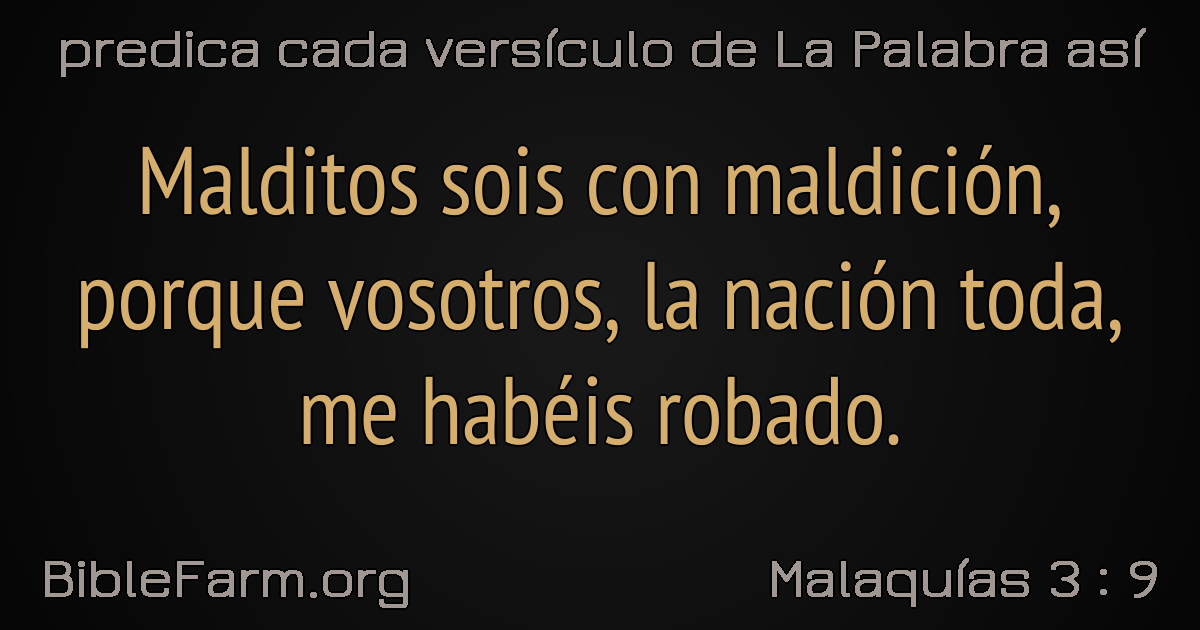 predica cada versículo de La Palabra así
Malditos sois con maldición,
porque vosotros, la nación toda,
me habéis robado.
BibleFarm.org
Malaquías 3 : 9